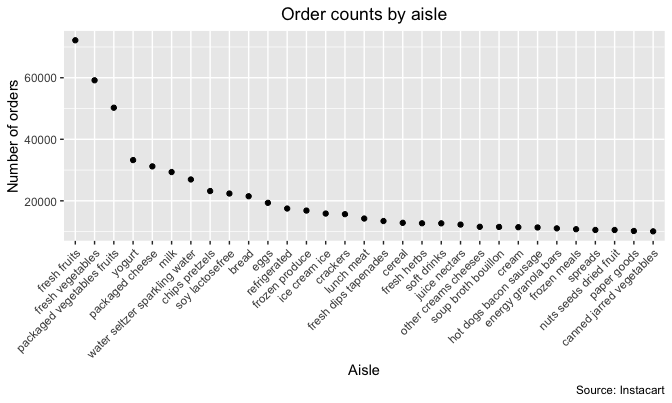 Order counts by aisle
Number of orders
60000
40000
20000
fresh fruits
fresh vegetables
packaged vegetables fruits
yogurt
packaged cheese
milk
water seltzer sparkling water
chips pretzels
soy lactosefree
bread
eggs
refrigerated
frozen produce
ice cream ice
crackers
lunch meat
fresh dips tapenades
cereal
fresh herbs
soft drinks
juice nectars
other creams cheeses
soup broth bouillon
cream
hot dogs bacon sausage
energy granola bars
frozen meals
spreads
nuts seeds dried fruit
paper goods
canned jarred vegetables
Aisle
Source: Instacart